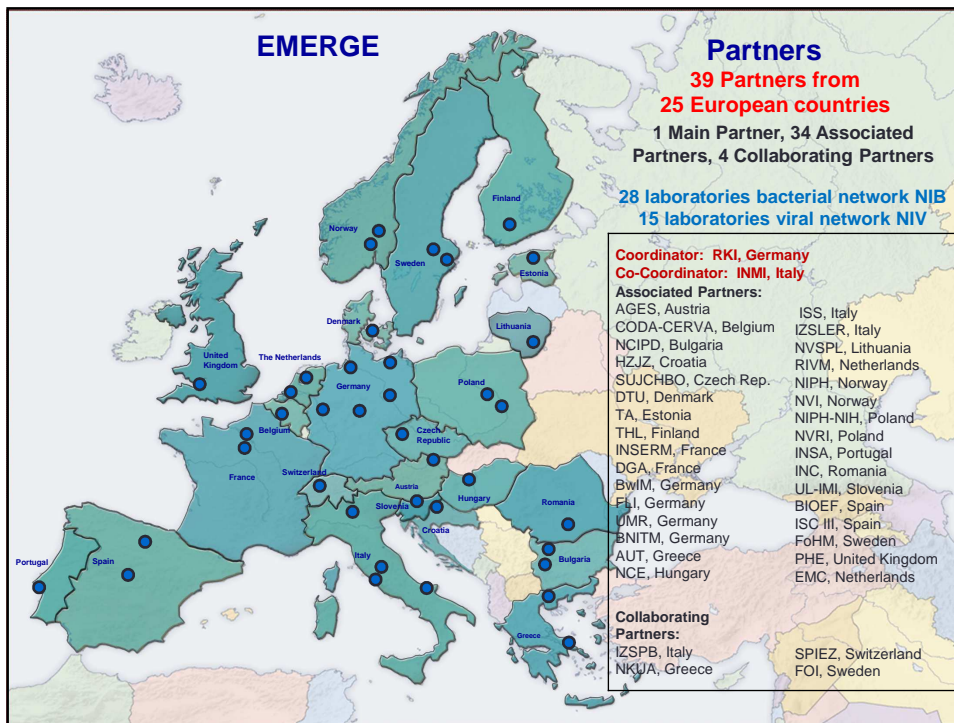 EMERGE
Partners
39 Partners from
25 European countries
1 Main Partner, 34 Associated
Partners, 4 Collaborating Partners
28 laboratories bacterial network NIB
15 laboratories viral network NIV
Coordinator: RKI, Germany
Co-Coordinator: INMI, Italy
Associated Partners:
AGES, Austria
CODA-CERVA, Belgium
NCIPD, Bulgaria
HZJZ, Croatia
SUJCHBO, Czech Rep.
DTU, Denmark
TA, Estonia
THL, Finland
INSERM, France
DGA, France
BwIM, Germany
FLI, Germany
UMR, Germany
BNITM, Germany
AUT, Greece
NCE, Hungary
ISS, Italy
IZSLER, Italy
NVSPL, Lithuania
RIVM, Netherlands
NIPH, Norway
NVI, Norway
NIPH-NIH, Poland
NVRI, Poland
INSA, Portugal
INC, Romania
UL-IMI, Slovenia
BIOEF, Spain
ISC III, Spain
FoHM, Sweden
PHE, United Kingdom
EMC, Netherlands
Collaborating
Partners:
IZSPB, Italy
NKUA, Greece
SPIEZ, Switzerland
FOI, Sweden
Finland
Norway
Sweden
Estonia
Denmark
Lithuania
United
Kingdom
The Netherlands
Germany
Poland
Belgium
Czech
Republic
France
Switzerland
Austria
Hungary
Slovenia
Romania
Croatia
Italy
Bulgaria
Portugal
Spain
Greece